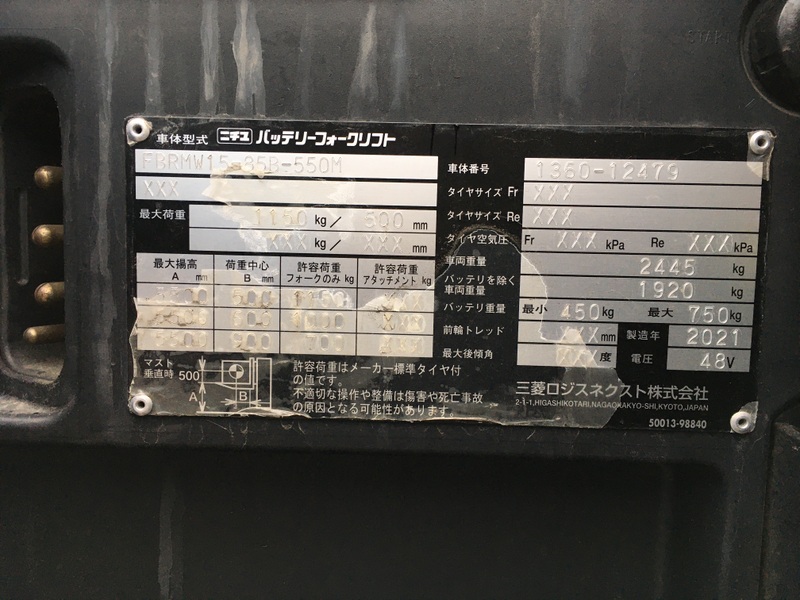 START
車体型式 ニチユ バッテリーフォークリフト
FBRMW15-85B-550M
XXX
最大荷重 1150 kg/ 500 mm
XXX kg/ XXX mm
最大揚高 A mm 荷重中心 B mm 許容荷重 フォークのみ kg 許容荷重 アタッチメント kg
マスト垂直時 500 A B
許容荷重はメーカー標準タイヤ付
の値です。
不適切な操作や整備は傷害や死亡事故
の原因となる可能性があります。
車体番号 1360-12479
タイヤサイズ Fr XXX
タイヤサイズ Re XXX
タイヤ空気圧 Fr XXX kPa Re XXX kPa
車両重量 2445 kg
バッテリを除く車両重量 1920 kg
バッテリ重量 最小 450 kg 最大 750 kg
前輪トレッド XXX mm 製造年 2021
最大後傾角 XXX 度 電圧 48V
三菱ロジスネクスト株式会社
2-1-1,HIGASHIKOTARI,NAGAOKAKYO-SHI,KYOTO,JAPAN
50013-98840